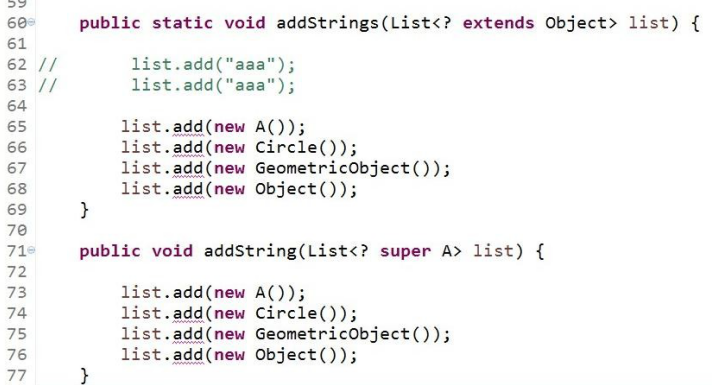 59
60 public static void addStrings(List<? extends Object> list) {
61
62 // list.add("aaa");
63 // list.add("aaa");
64
65 list.add(new A());
66 list.add(new Circle());
67 list.add(new GeometricObject());
68 list.add(new Object());
69 }
70
71 public void addString(List<? super A> list) {
72
73 list.add(new A());
74 list.add(new Circle());
75 list.add(new GeometricObject());
76 list.add(new Object());
77 }